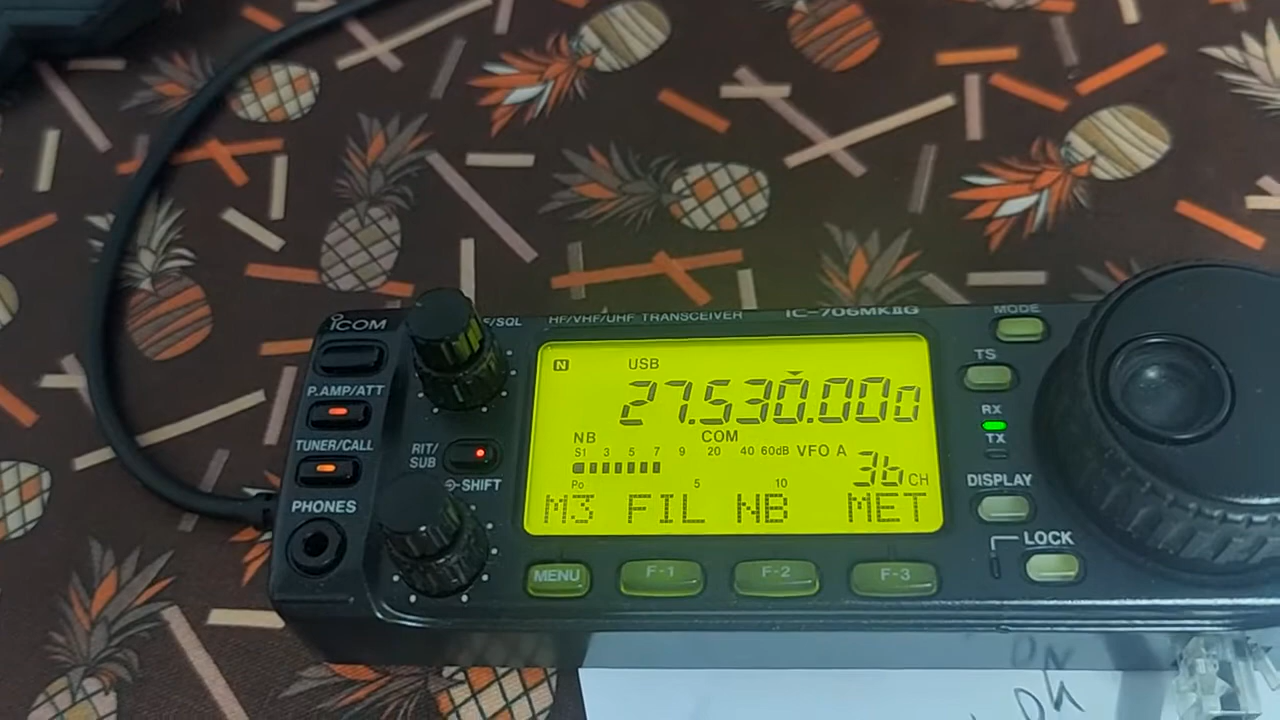 ICOM
F/SQL
HF/VHF/UHF TRANSCEIVER
IC-706MKIIG
MODE
TS
P.AMP/ATT
TUNER/CALL
PHONES
RIT/
SUB
-SHIFT
N
USB
27.530.000
NB
COM
S1 3 5 7 9 20 40 60dB VFO A
36 CH
Po 5 10
M3 FIL NB MET
RX
TX
DISPLAY
LOCK
MENU
F-1
F-2
F-3